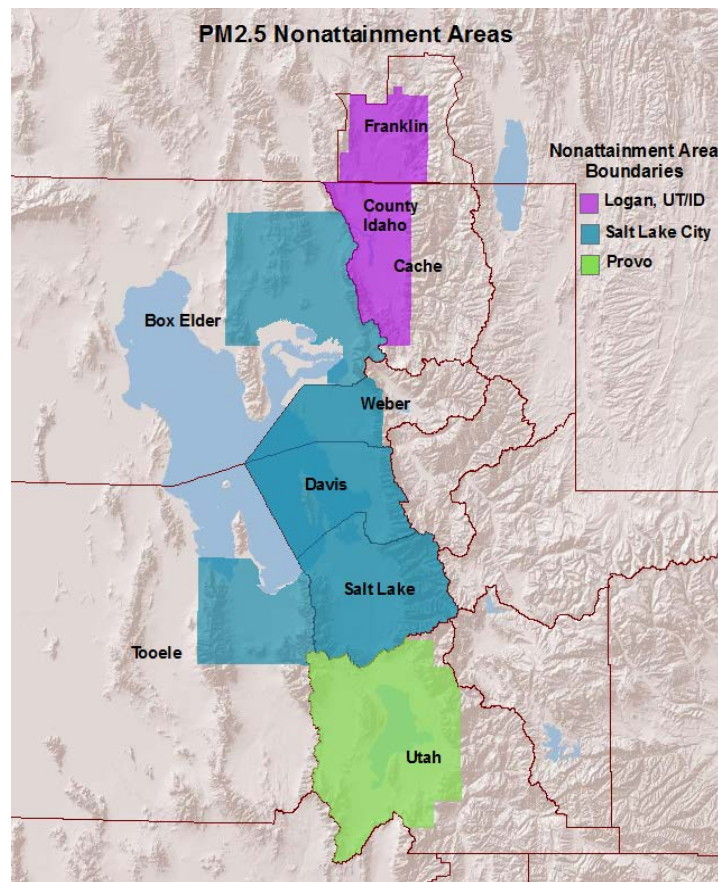 PM2.5 Nonattainment Areas
Franklin
Nonattainment Area
Boundaries
Logan, UT/ID
Salt Lake City
Provo
County
Idaho
Cache
Box Elder
Weber
Davis
Salt Lake
Tooele
Utah